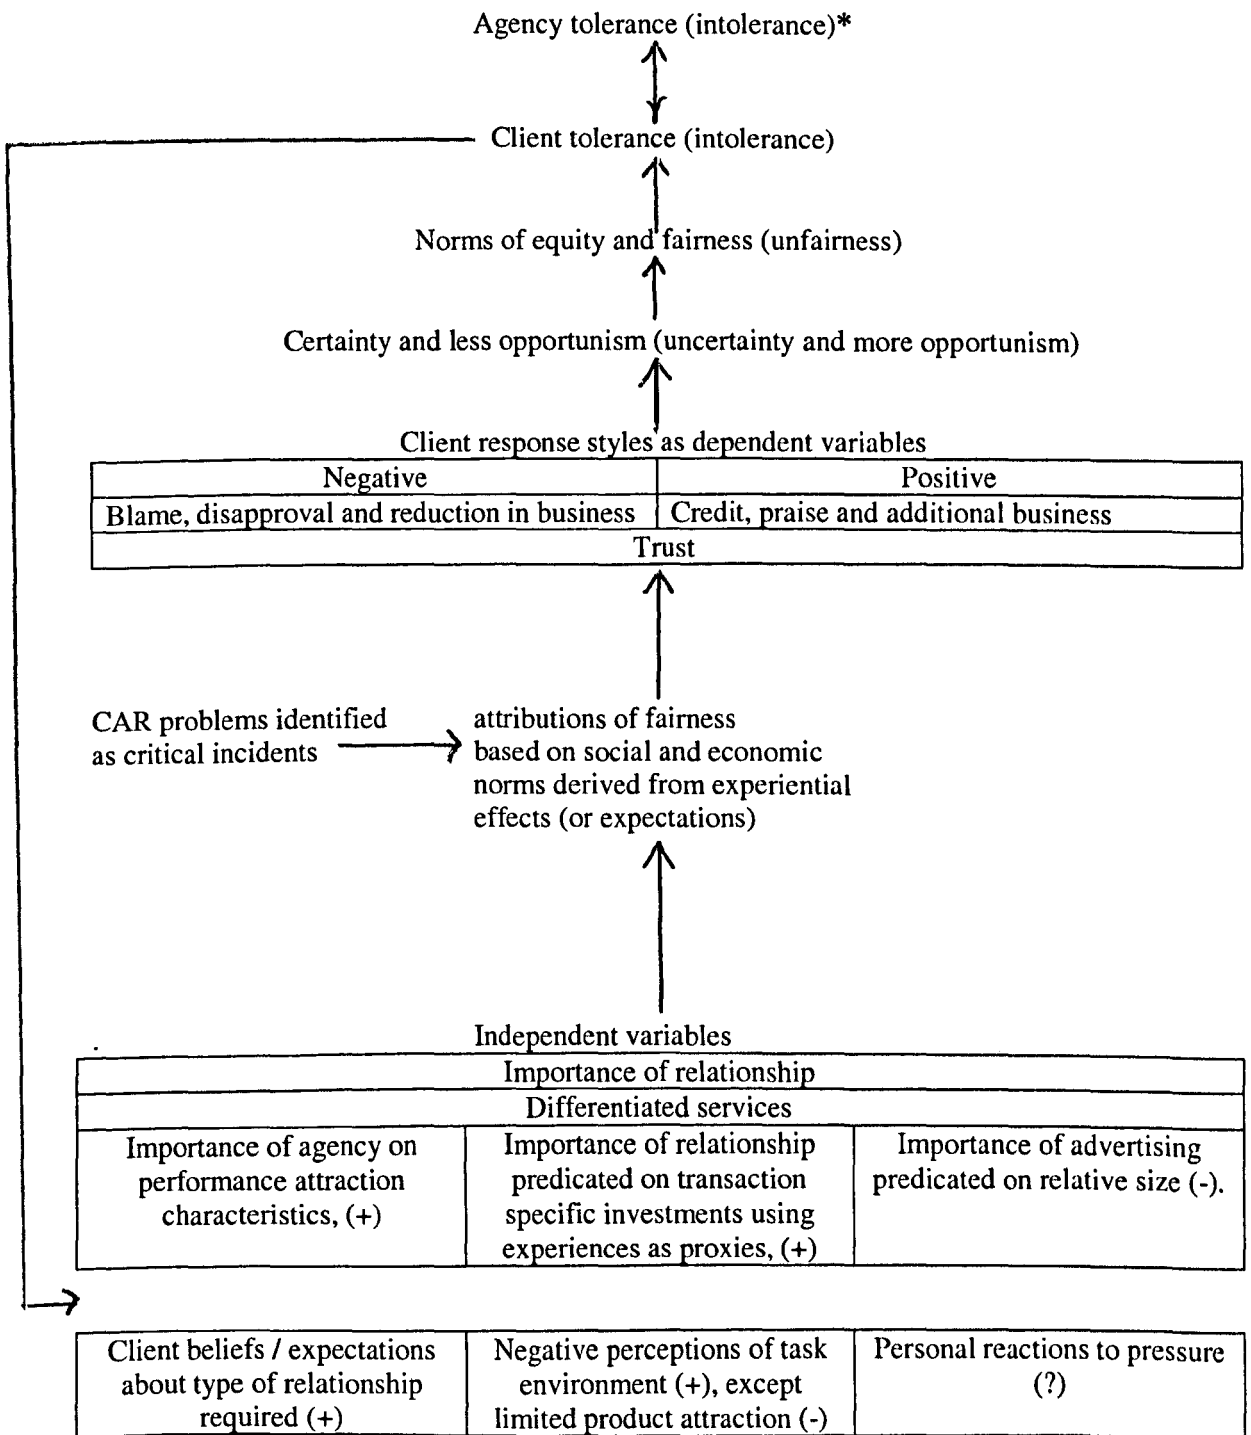 Agency tolerance (intolerance)*
Client tolerance (intolerance)
Norms of equity and fairness (unfairness)
Certainty and less opportunism (uncertainty and more opportunism)
Client response styles as dependent variables
Negative
Positive
Blame, disapproval and reduction in business
Credit, praise and additional business
Trust
CAR problems identified
as critical incidents
attributions of fairness
based on social and economic
norms derived from experiential
effects (or expectations)
Independent variables
Importance of relationship
Differentiated services
Importance of agency on
performance attraction
characteristics, (+)
Importance of relationship
predicated on transaction
specific investments using
experiences as proxies, (+)
Importance of advertising
predicated on relative size (-).
Client beliefs / expectations
about type of relationship
required (+)
Negative perceptions of task
environment (+), except
limited product attraction (-)
Personal reactions to pressure
(?)